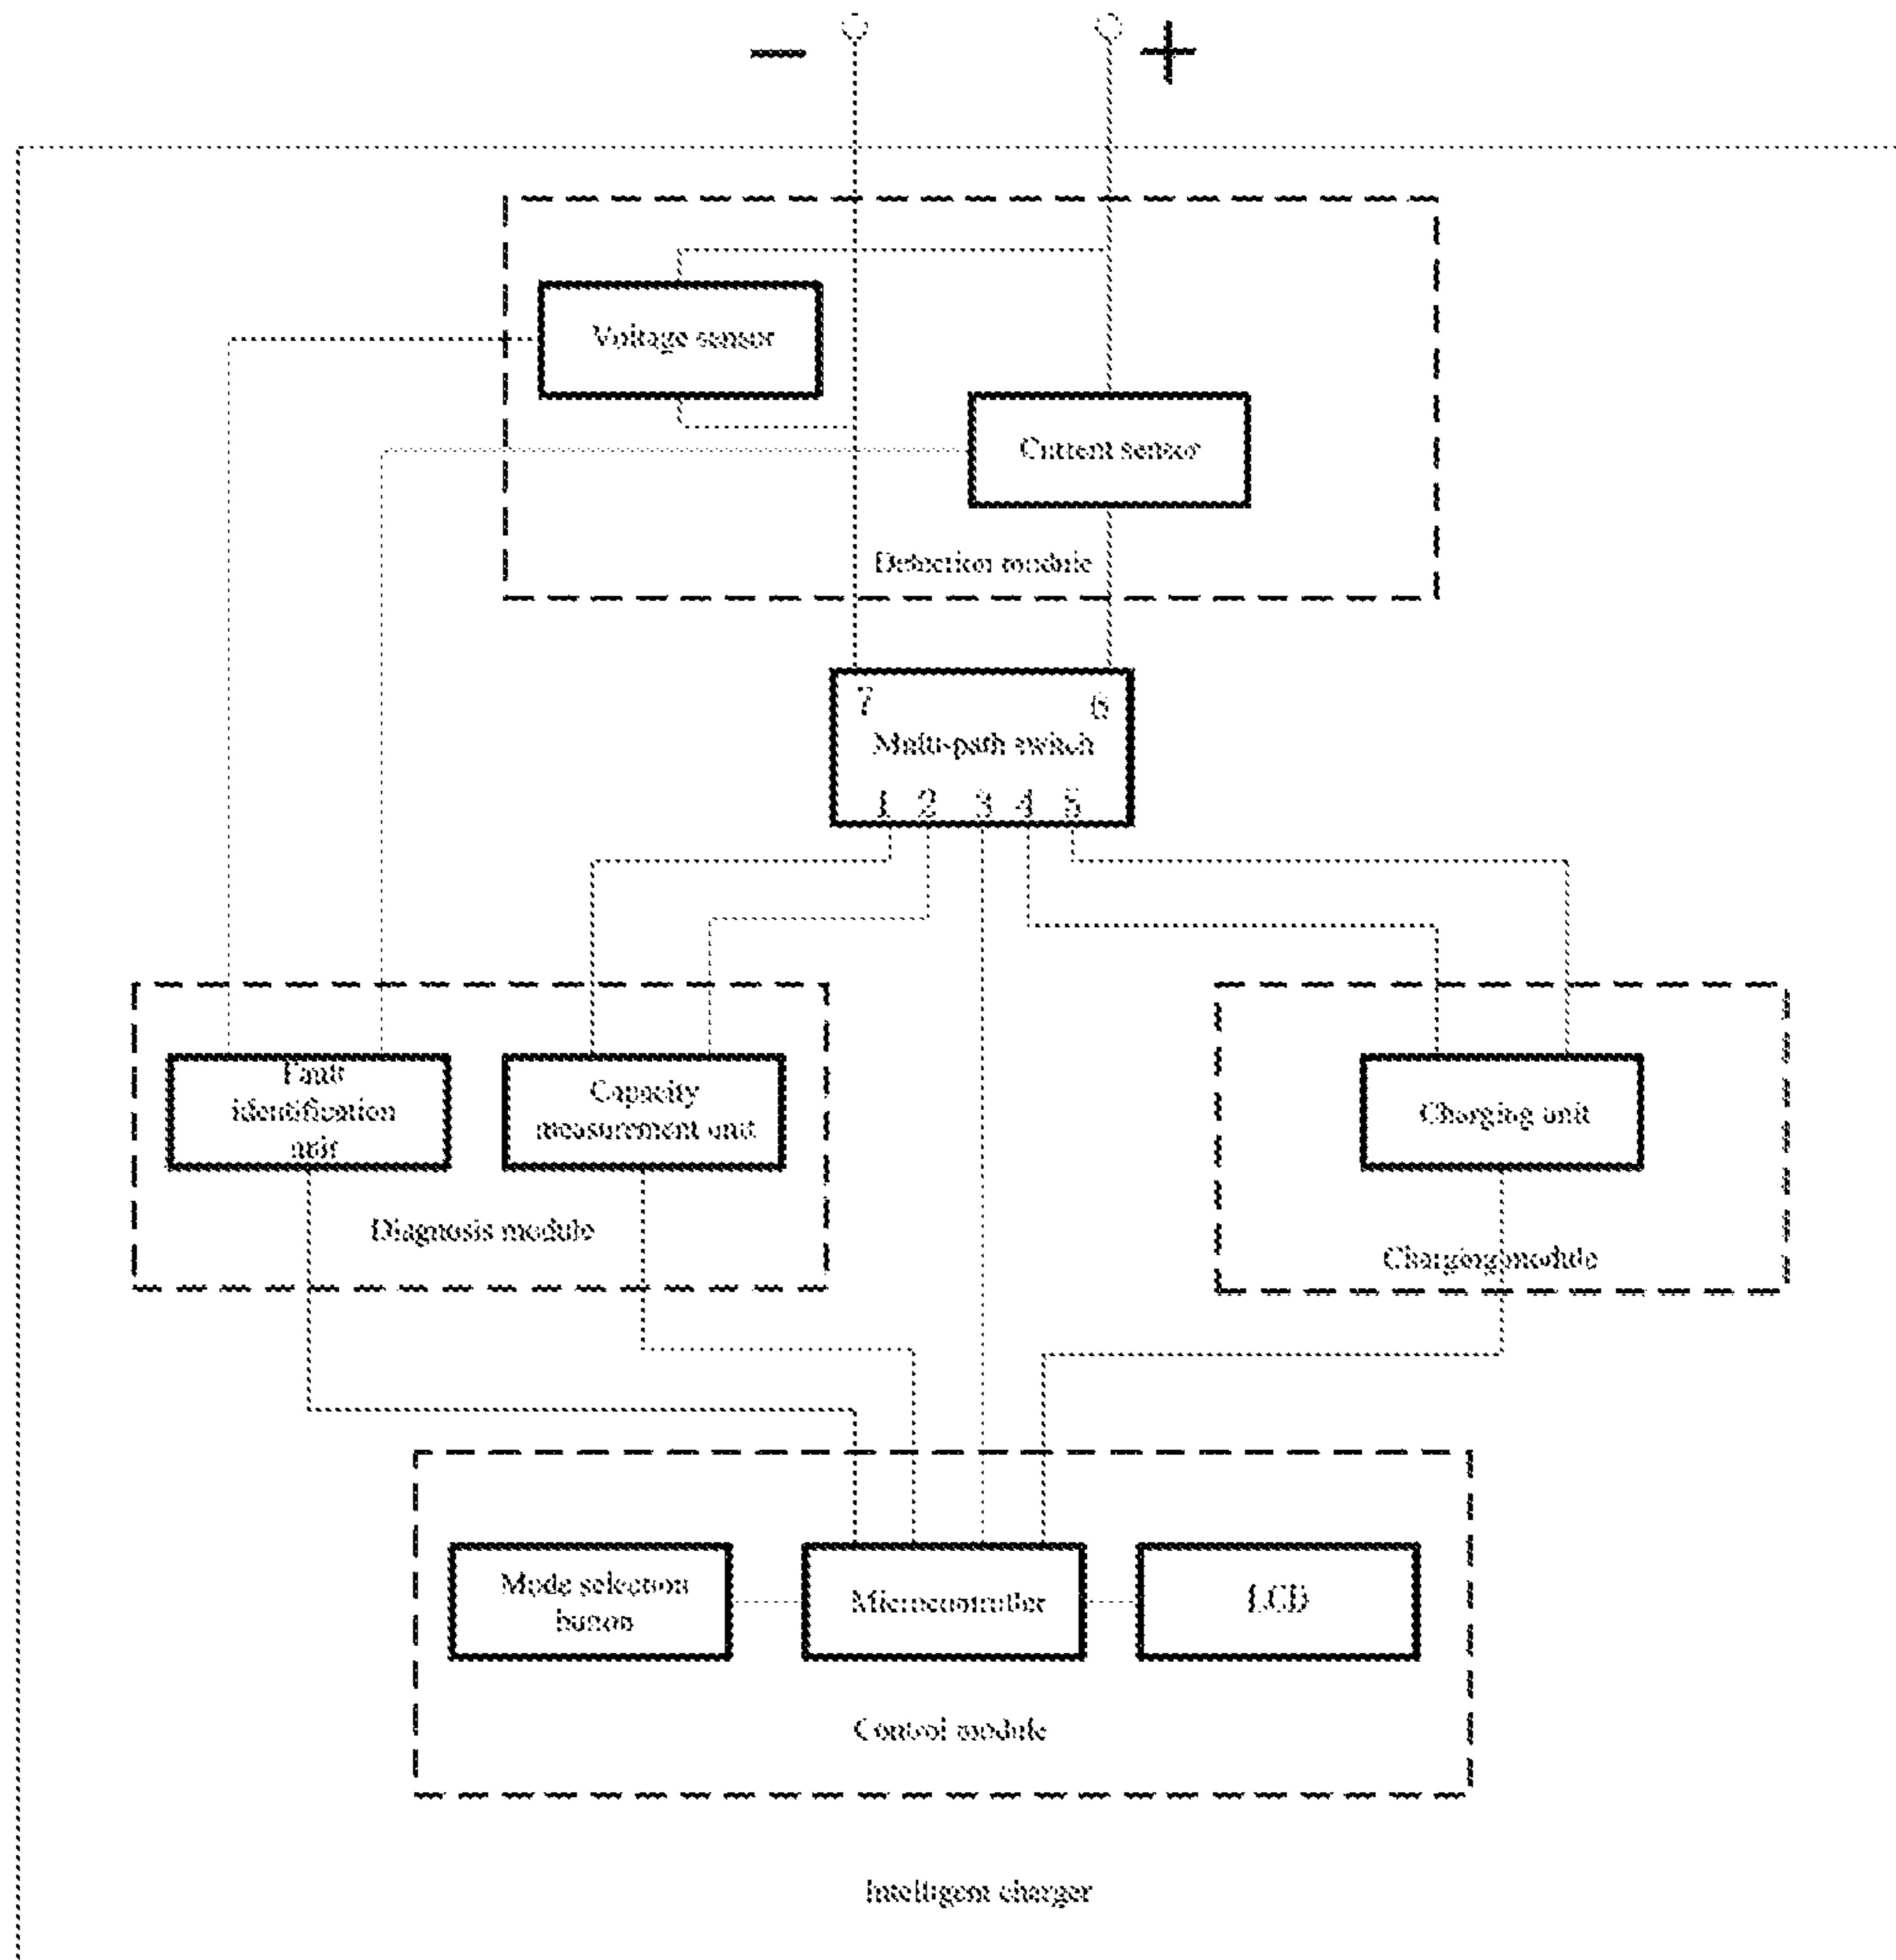 − +
Voltage sensor
Current sensor
Detection module
7 6
Multi-path switch
1 2 3 4 5
Fault
identification
unit
Capacity
measurement unit
Charging unit
Diagnosis module
Charging module
Mode selection
button
Microcontroller
LCD
Control module
Intelligent charger